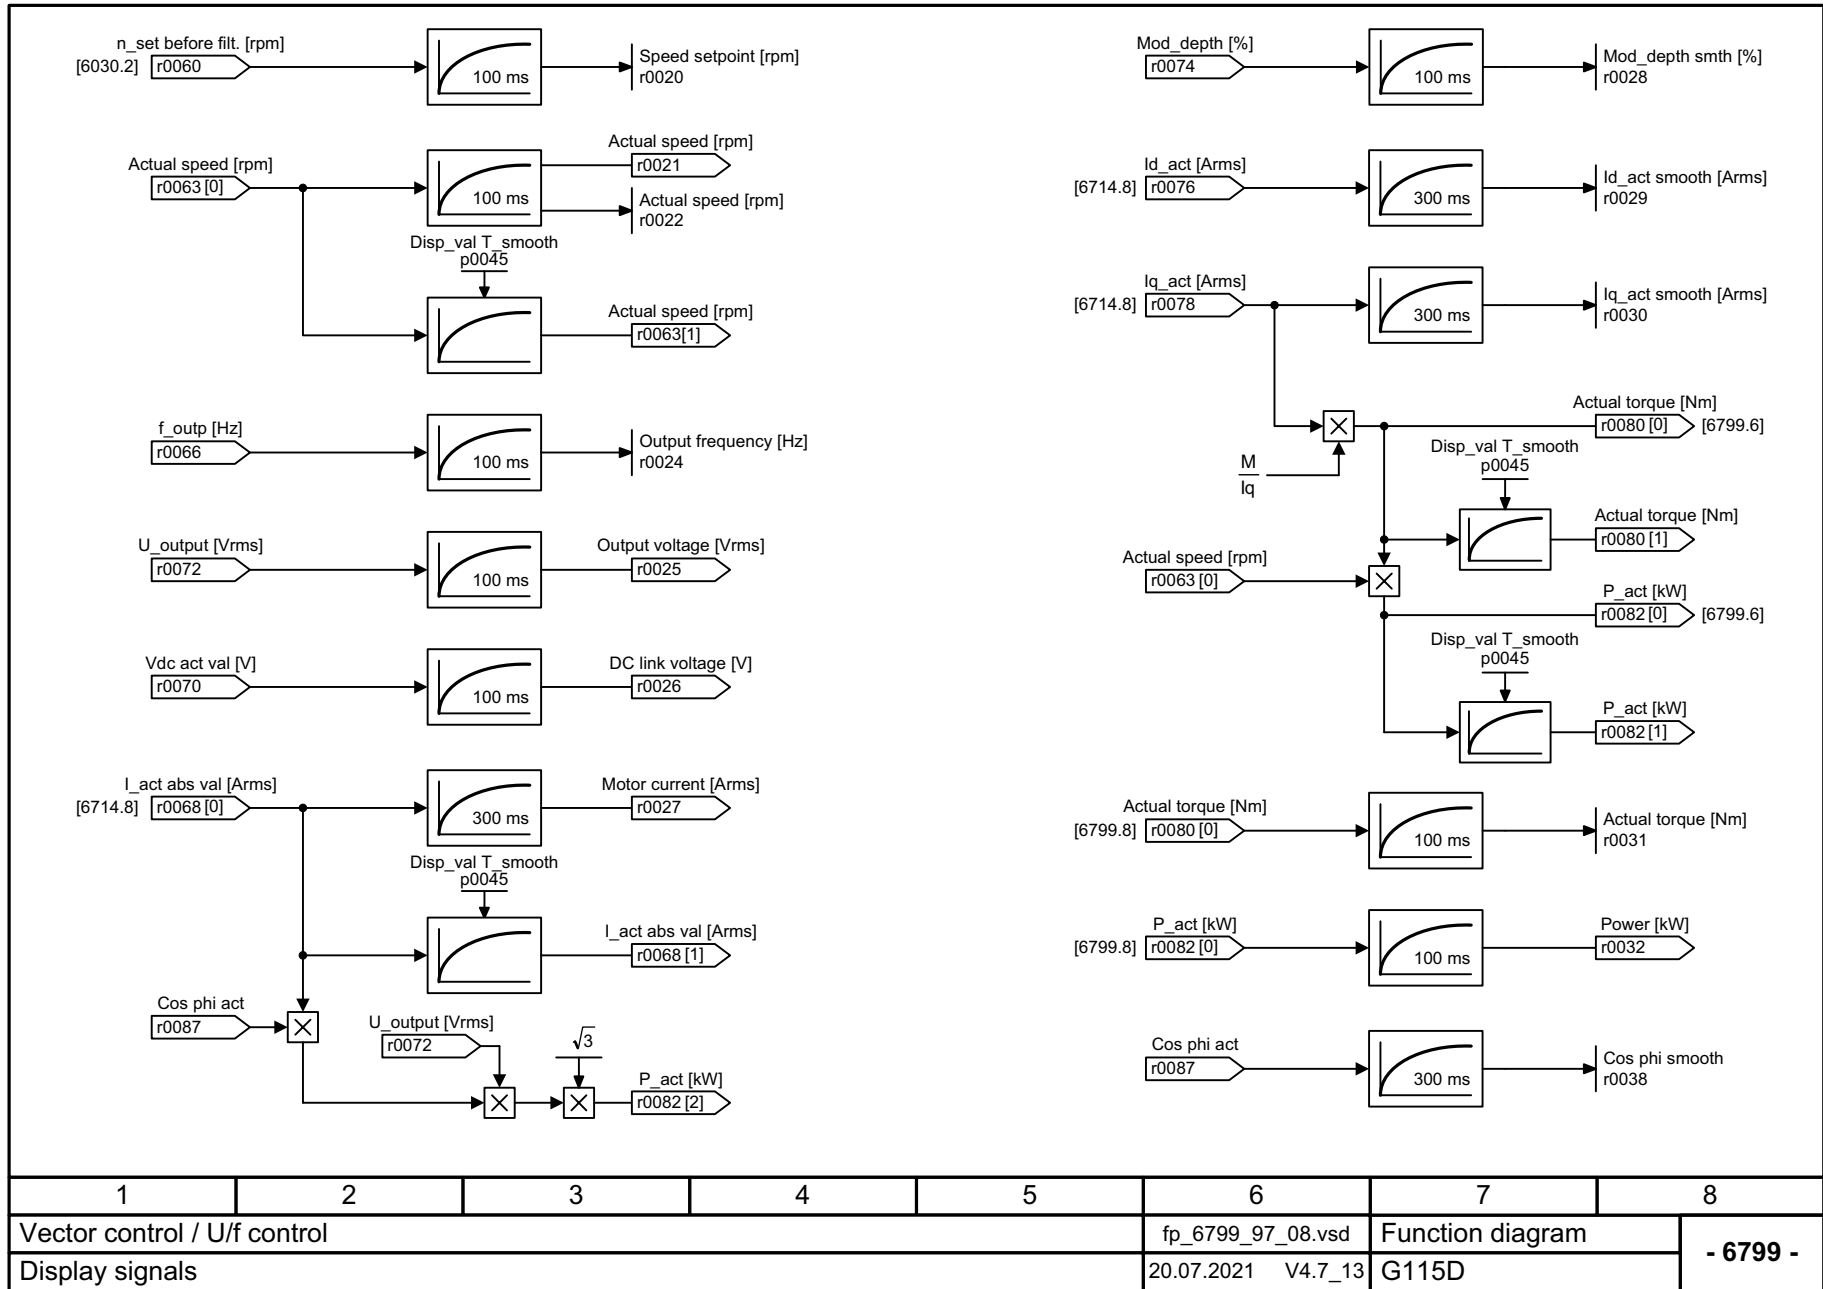 n_set before filt. [rpm]
[6030.2] r0060
100 ms
Speed setpoint [rpm]
r0020
Actual speed [rpm]
r0063 [0]
100 ms
Actual speed [rpm]
r0021
Actual speed [rpm]
r0022
Disp_val T_smooth
p0045
Actual speed [rpm]
r0063[1]
f_outp [Hz]
r0066
100 ms
Output frequency [Hz]
r0024
U_output [Vrms]
r0072
100 ms
Output voltage [Vrms]
r0025
Vdc act val [V]
r0070
100 ms
DC link voltage [V]
r0026
I_act abs val [Arms]
[6714.8] r0068 [0]
300 ms
Motor current [Arms]
r0027
Disp_val T_smooth
p0045
I_act abs val [Arms]
r0068 [1]
Cos phi act
r0087
U_output [Vrms]
r0072
√3
P_act [kW]
r0082 [2]
Mod_depth [%]
r0074
100 ms
Mod_depth smth [%]
r0028
Id_act [Arms]
[6714.8] r0076
300 ms
Id_act smooth [Arms]
r0029
Iq_act [Arms]
[6714.8] r0078
300 ms
Iq_act smooth [Arms]
r0030
M
Iq
Actual torque [Nm]
r0080 [0] [6799.6]
Disp_val T_smooth
p0045
Actual torque [Nm]
r0080 [1]
Actual speed [rpm]
r0063 [0]
P_act [kW]
r0082 [0] [6799.6]
Disp_val T_smooth
p0045
P_act [kW]
r0082 [1]
Actual torque [Nm]
[6799.8] r0080 [0]
100 ms
Actual torque [Nm]
r0031
P_act [kW]
[6799.8] r0082 [0]
100 ms
Power [kW]
r0032
Cos phi act
r0087
300 ms
Cos phi smooth
r0038
1 2 3 4 5 6 7 8
Vector control / U/f control
fp_6799_97_08.vsd
Function diagram
- 6799 -
Display signals
20.07.2021 V4.7_13
G115D